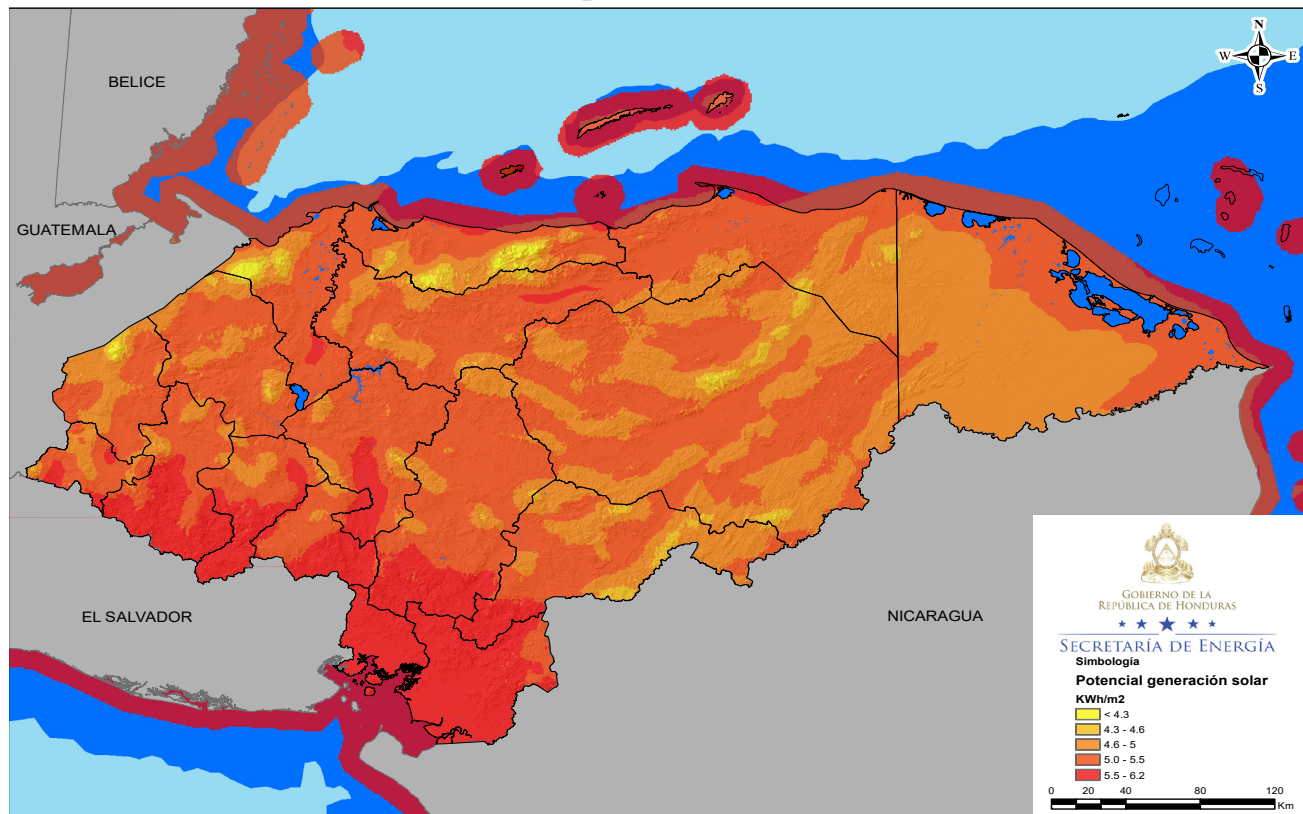 N
W E
S
BELICE
GUATEMALA
EL SALVADOR
NICARAGUA
GOBIERNO DE LA
REPÚBLICA DE HONDURAS
SECRETARÍA DE ENERGÍA
Simbología
Potencial generación solar
KWh/m2
< 4.3
4.3 - 4.6
4.6 - 5
5.0 - 5.5
5.5 - 6.2
0 20 40 80 120
Km